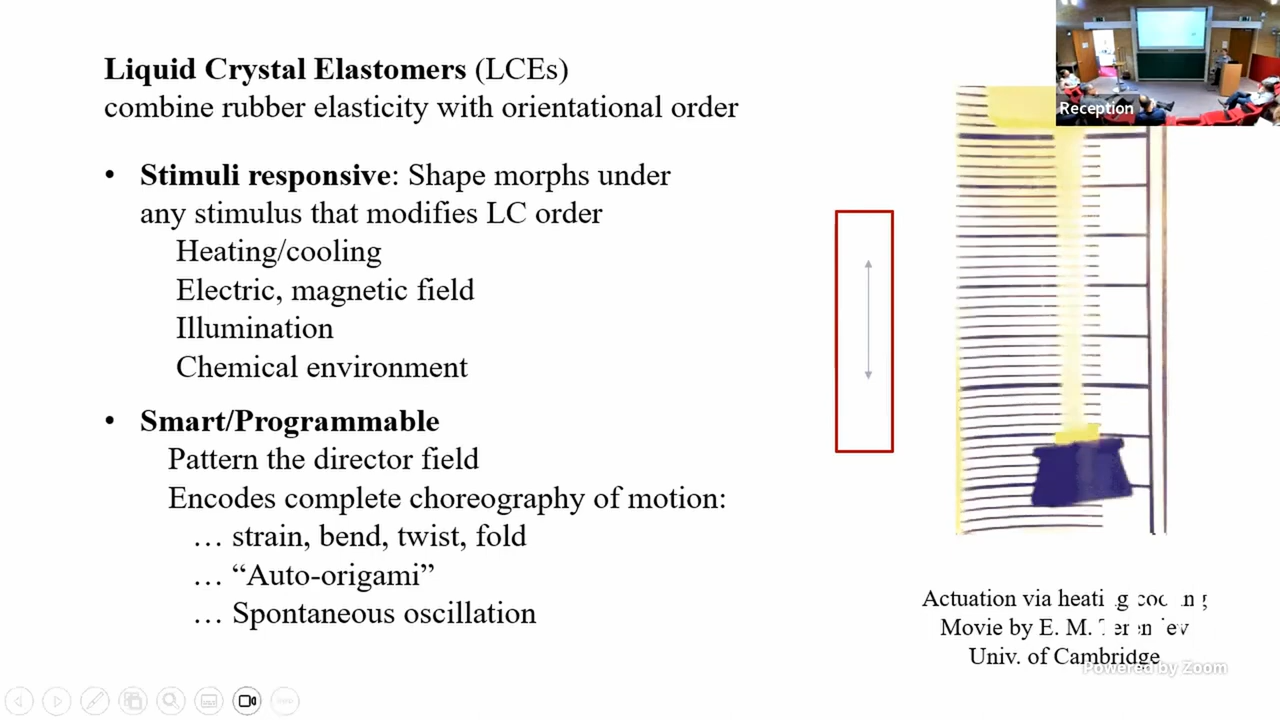 Liquid Crystal Elastomers (LCEs)
combine rubber elasticity with orientational order
• Stimuli responsive: Shape morphs under
any stimulus that modifies LC order
Heating/cooling
Electric, magnetic field
Illumination
Chemical environment
• Smart/Programmable
Pattern the director field
Encodes complete choreography of motion:
… strain, bend, twist, fold
… “Auto-origami”
… Spontaneous oscillation
Reception
Actuation via
Movie by E. M.
Univ. of Cambridge
Powered by Zoom